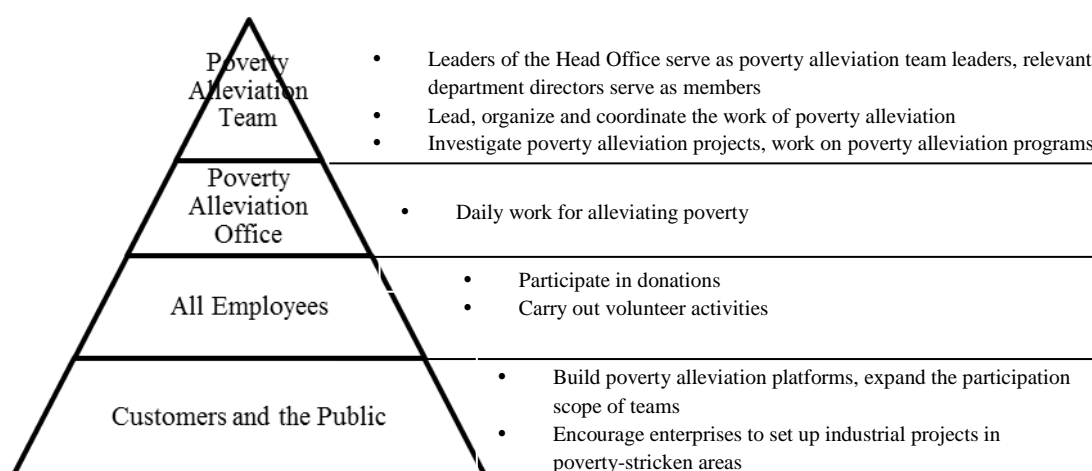 Poverty
Alleviation
Team
• Leaders of the Head Office serve as poverty alleviation team leaders, relevant
department directors serve as members
• Lead, organize and coordinate the work of poverty alleviation
• Investigate poverty alleviation projects, work on poverty alleviation programs
Poverty
Alleviation
Office
• Daily work for alleviating poverty
All Employees
• Participate in donations
• Carry out volunteer activities
Customers and the Public
• Build poverty alleviation platforms, expand the participation
scope of teams
• Encourage enterprises to set up industrial projects in
poverty-stricken areas